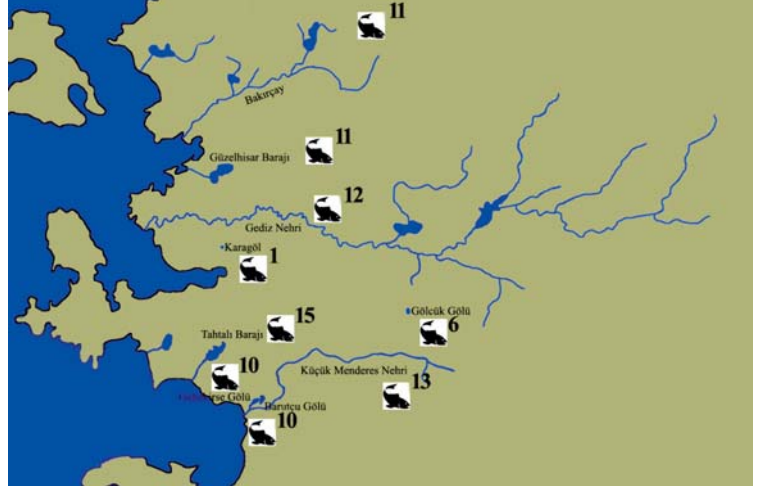 11
Bakırçay
11
Güzelhisar Barajı
12
Gediz Nehri
Karagöl
1
Gölcük Gölü
15
6
Tahtalı Barajı
10
Küçük Menderes Nehri
13
Gölü
Barutçu Gölü
10